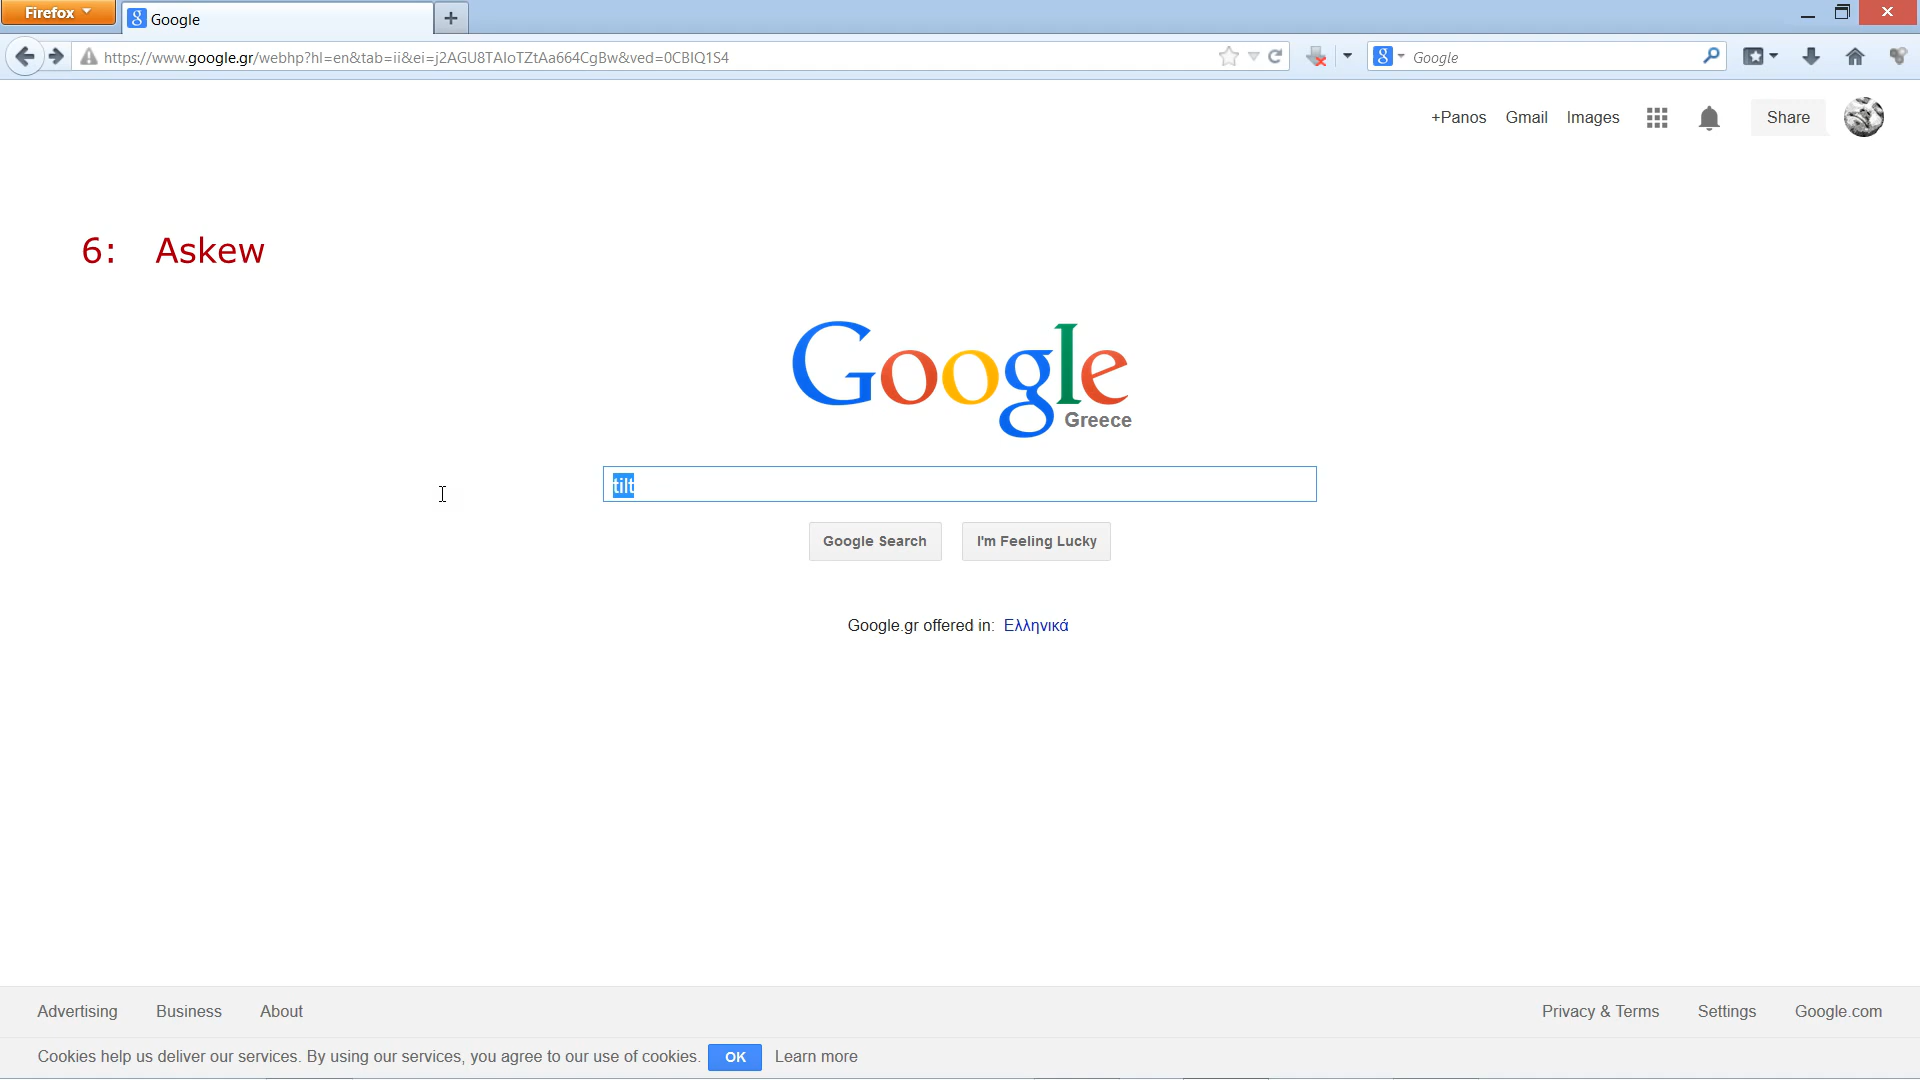 Firefox
Google
https://www.google.gr/webhp?hl=en&tab=ii&ei=j2AGU8TAIoTZtAa664CgBw&ved=0CBIQ1S4
Google
+Panos Gmail Images Share
6: Askew
Google
Greece
tilt
Google Search I'm Feeling Lucky
Google.gr offered in: Ελληνικά
Advertising Business About Privacy & Terms Settings Google.com
Cookies help us deliver our services. By using our services, you agree to our use of cookies. OK Learn more